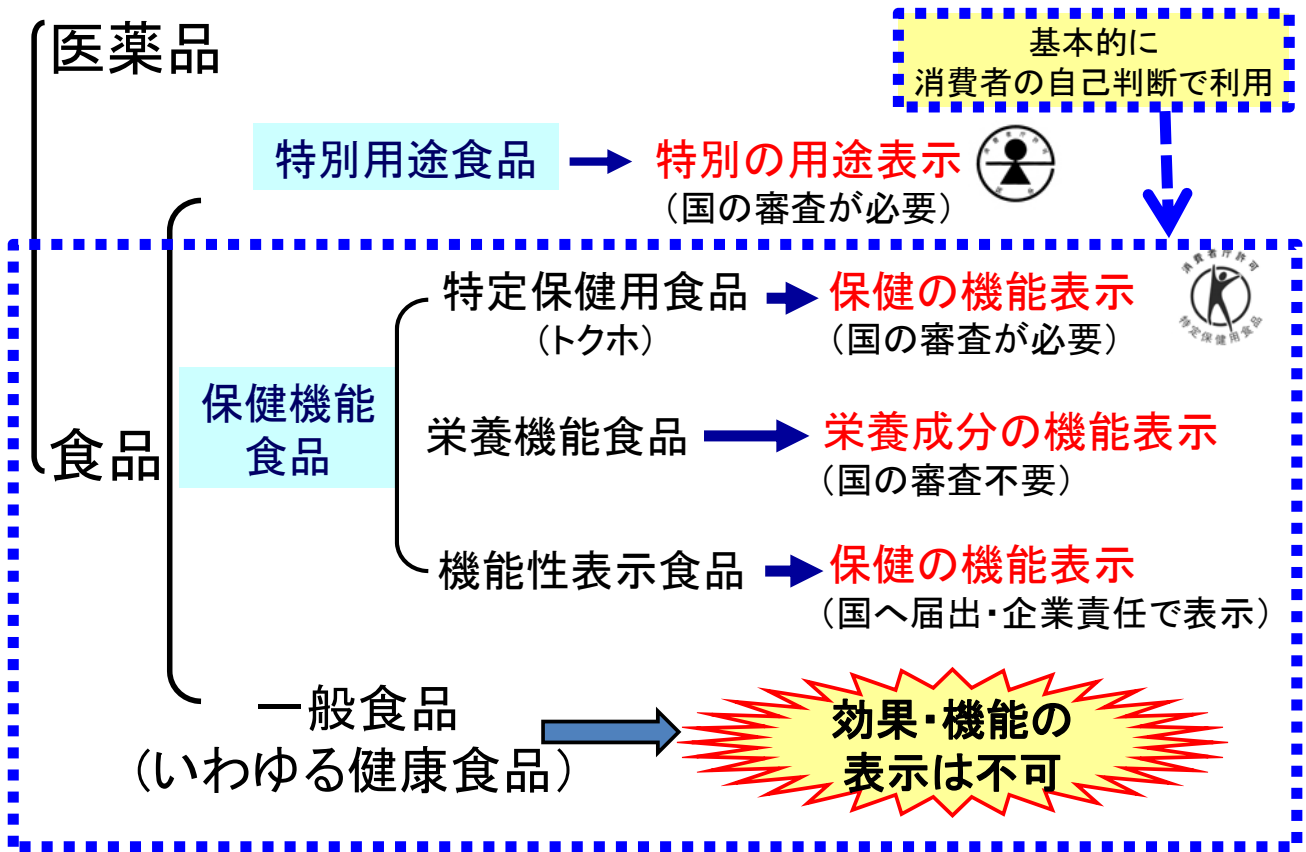 医薬品
基本的に
消費者の自己判断で利用
特別用途食品
特別の用途表示
（国の審査が必要）
特定保健用食品
（トクホ）
保健の機能表示
（国の審査が必要）
消費者庁許可
特定保健用食品
保健機能
食品
食品
栄養機能食品
栄養成分の機能表示
（国の審査不要）
機能性表示食品
保健の機能表示
（国へ届出・企業責任で表示）
一般食品
（いわゆる健康食品）
効果・機能の
表示は不可